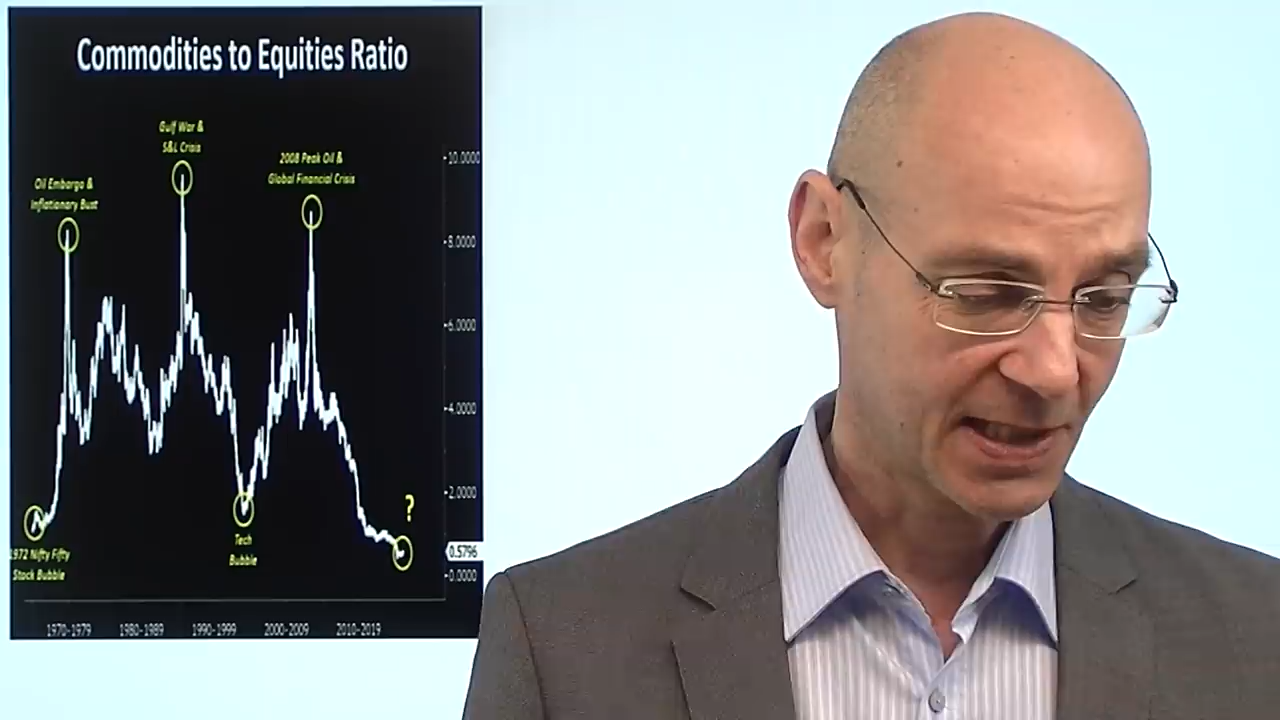 Commodities to Equities Ratio
Gulf War &
S&L Crisis
2008 Peak Oil &
Global Financial Crisis
Oil Embargo &
Inflationary Bust
10.0000
8.0000
6.0000
4.0000
2.0000
?
0.5796
0.0000
1972 Nifty Fifty
Stock Bubble
Tech
Bubble
1970-1979 1980-1989 1990-1999 2000-2009 2010-2019